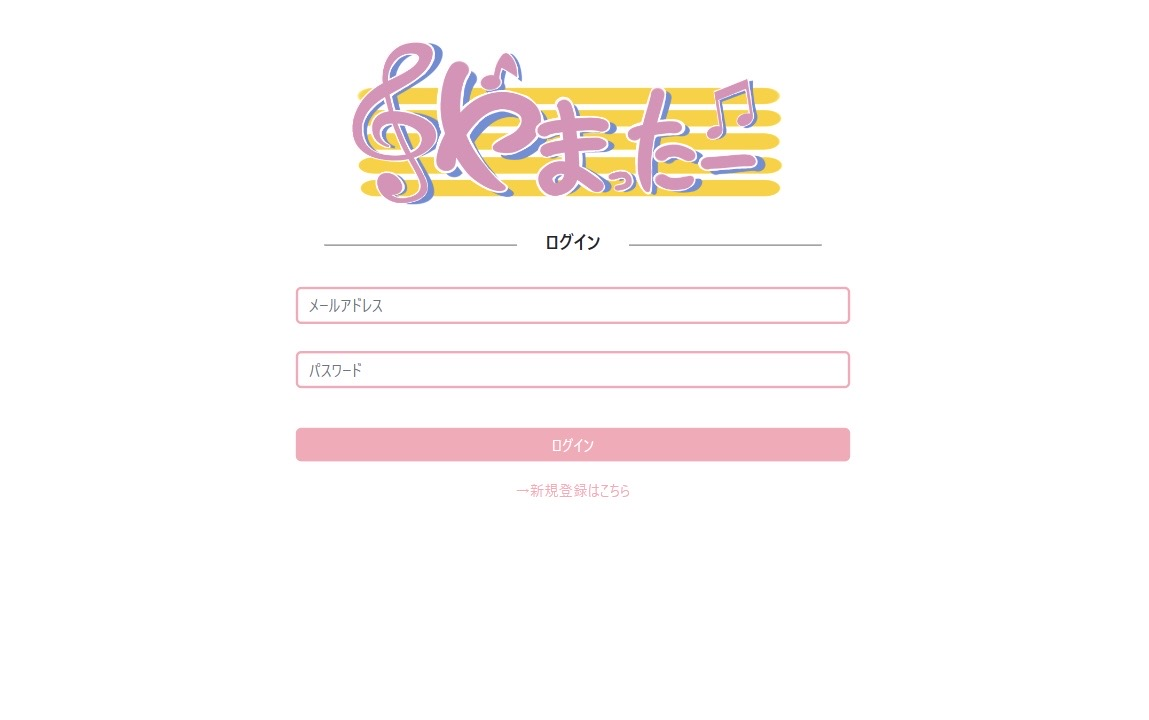 やまったー
ログイン
メールアドレス
パスワード
ログイン
→新規登録はこちら